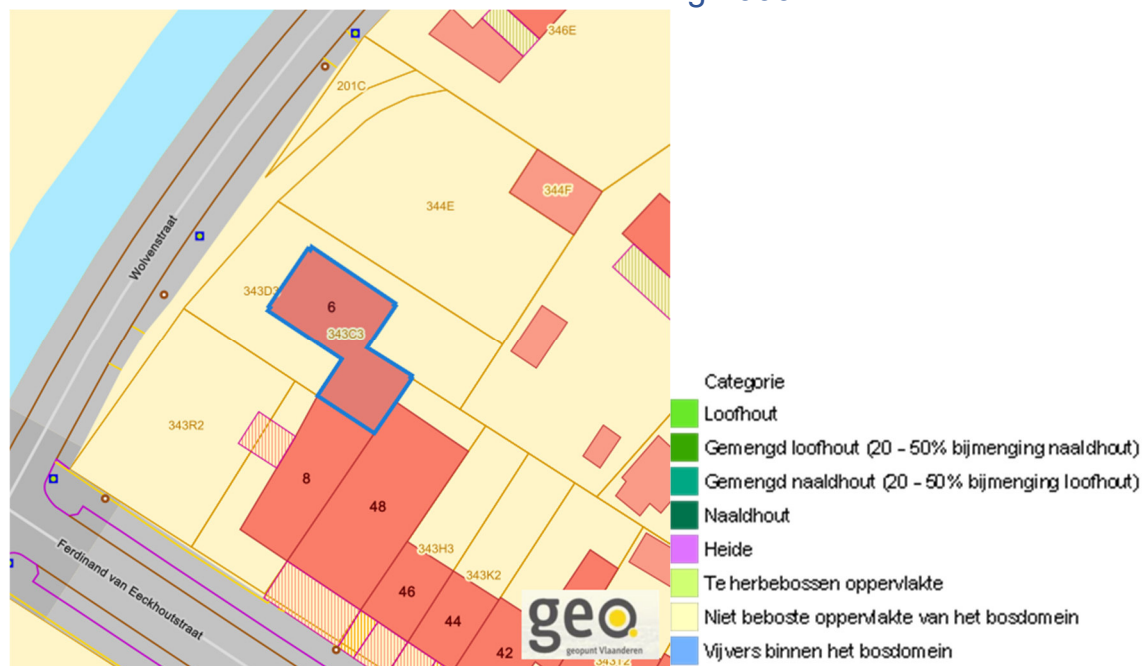 346E
201C
344F
344E
Wolvenstraat
343D3
6
343C3
343R2
8
48
343H3
343K2
46
44
42
Ferdinand van Eeckhoutstraat
geo
geopunt Vlaanderen
Categorie
Loofhout
Gemengd loofhout (20 - 50% bijmenging naaldhout)
Gemengd naaldhout (20 - 50% bijmenging loofhout)
Naaldhout
Heide
Te herbebossen oppervlakte
Niet beboste oppervlakte van het bosdomein
Vijvers binnen het bosdomein